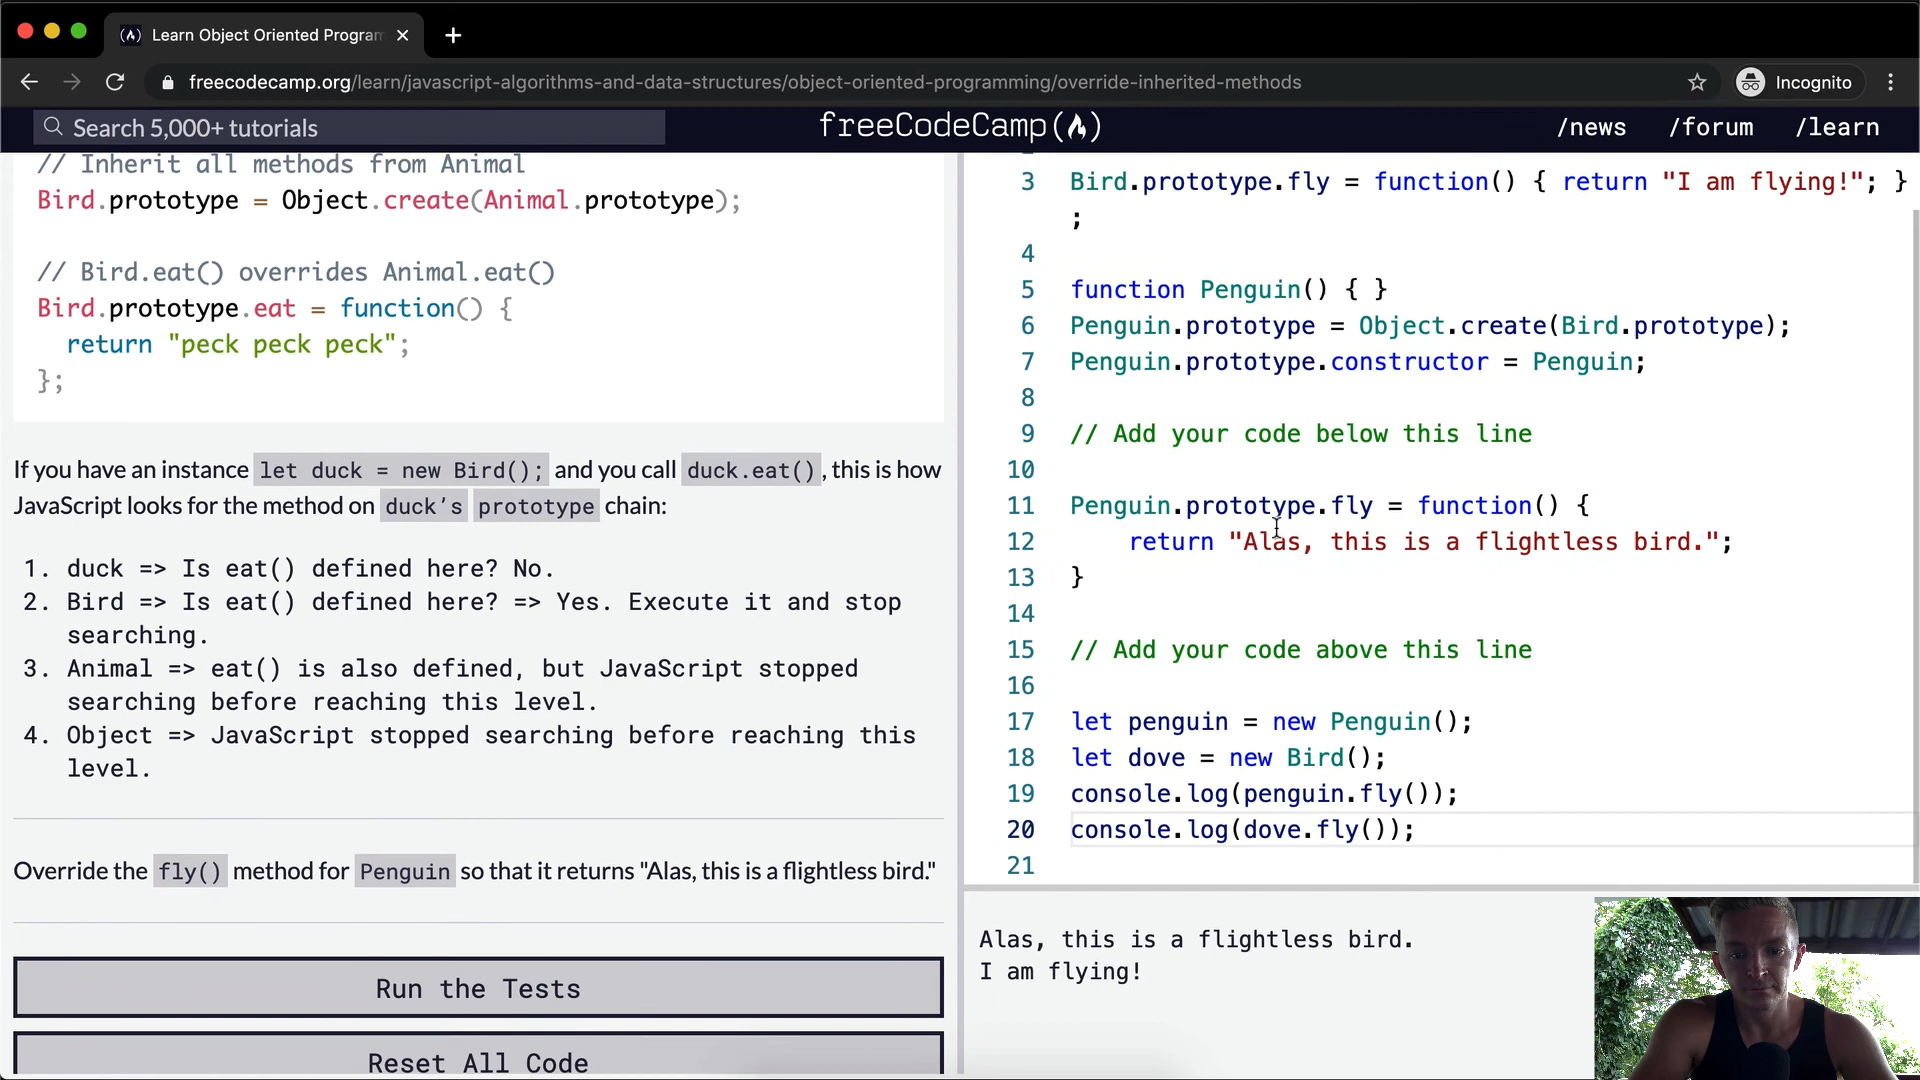 Learn Object Oriented Program
freecodecamp.org/learn/javascript-algorithms-and-data-structures/object-oriented-programming/override-inherited-methods
Incognito
Search 5,000+ tutorials
freeCodeCamp
/news
/forum
/learn
// Inherit all methods from Animal
Bird.prototype = Object.create(Animal.prototype);
// Bird.eat() overrides Animal.eat()
Bird.prototype.eat = function() {
return "peck peck peck";
};
If you have an instance let duck = new Bird(); and you call duck.eat(), this is how
JavaScript looks for the method on duck’s prototype chain:
1. duck => Is eat() defined here? No.
2. Bird => Is eat() defined here? => Yes. Execute it and stop
searching.
3. Animal => eat() is also defined, but JavaScript stopped
searching before reaching this level.
4. Object => JavaScript stopped searching before reaching this
level.
Override the fly() method for Penguin so that it returns "Alas, this is a flightless bird."
Run the Tests
Reset All Code
3 Bird.prototype.fly = function() { return "I am flying!"; }
;
4
5 function Penguin() { }
6 Penguin.prototype = Object.create(Bird.prototype);
7 Penguin.prototype.constructor = Penguin;
8
9 // Add your code below this line
10
11 Penguin.prototype.fly = function() {
12 return "Alas, this is a flightless bird.";
13 }
14
15 // Add your code above this line
16
17 let penguin = new Penguin();
18 let dove = new Bird();
19 console.log(penguin.fly());
20 console.log(dove.fly());
21
Alas, this is a flightless bird.
I am flying!